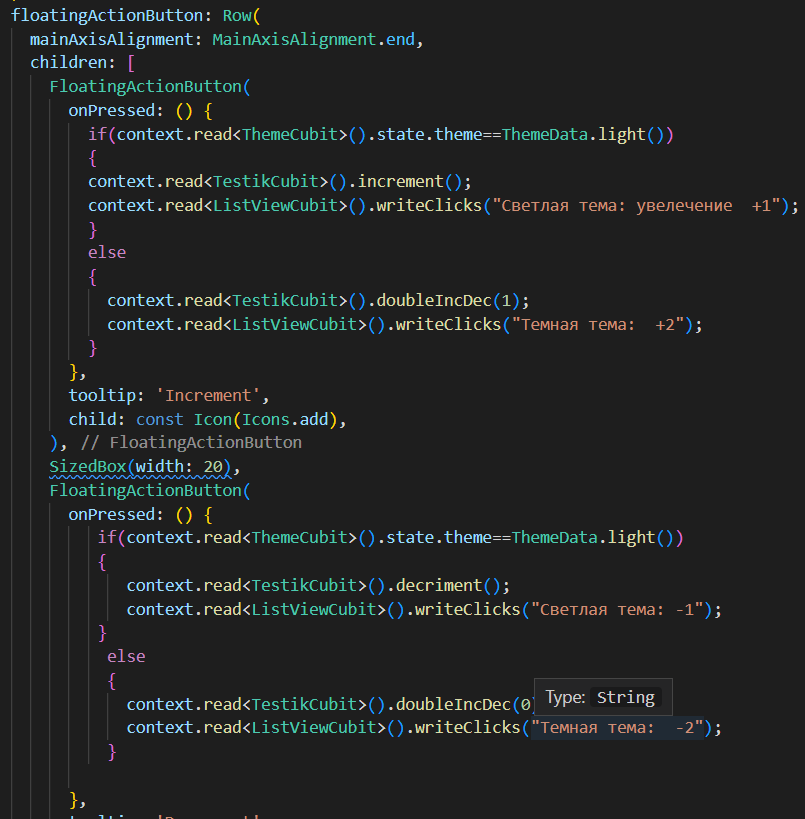 floatingActionButton: Row(
mainAxisAlignment: MainAxisAlignment.end,
children: [
FloatingActionButton(
onPressed: () {
if(context.read<ThemeCubit>().state.theme==ThemeData.light())
{
context.read<TestikCubit>().increment();
context.read<ListViewCubit>().writeClicks("Светлая тема: увелечение  +1");
}
else
{
context.read<TestikCubit>().doubleIncDec(1);
context.read<ListViewCubit>().writeClicks("Темная тема:  +2");
}
},
tooltip: 'Increment',
child: const Icon(Icons.add),
), // FloatingActionButton
SizedBox(width: 20),
FloatingActionButton(
onPressed: () {
if(context.read<ThemeCubit>().state.theme==ThemeData.light())
{
context.read<TestikCubit>().decriment();
context.read<ListViewCubit>().writeClicks("Светлая тема: -1");
}
else
{
context.read<TestikCubit>().doubleIncDec(0
Type: String
context.read<ListViewCubit>().writeClicks("Темная тема:  -2");
}
},